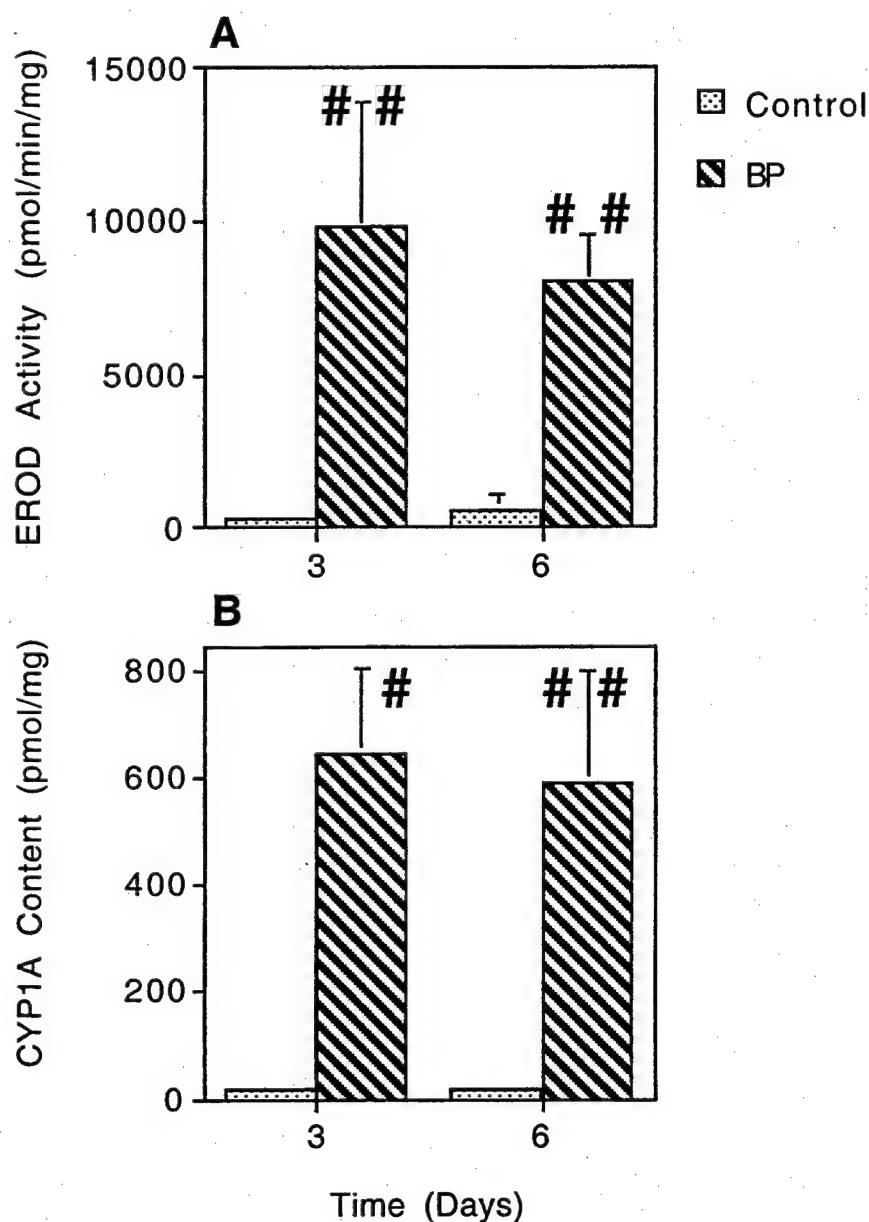 A
EROD Activity (pmol/min/mg)
15000
10000
5000
0
# #
# #
3
6
Control
BP
B
CYP1A Content (pmol/mg)
800
600
400
200
0
#
# #
3
6
Time (Days)